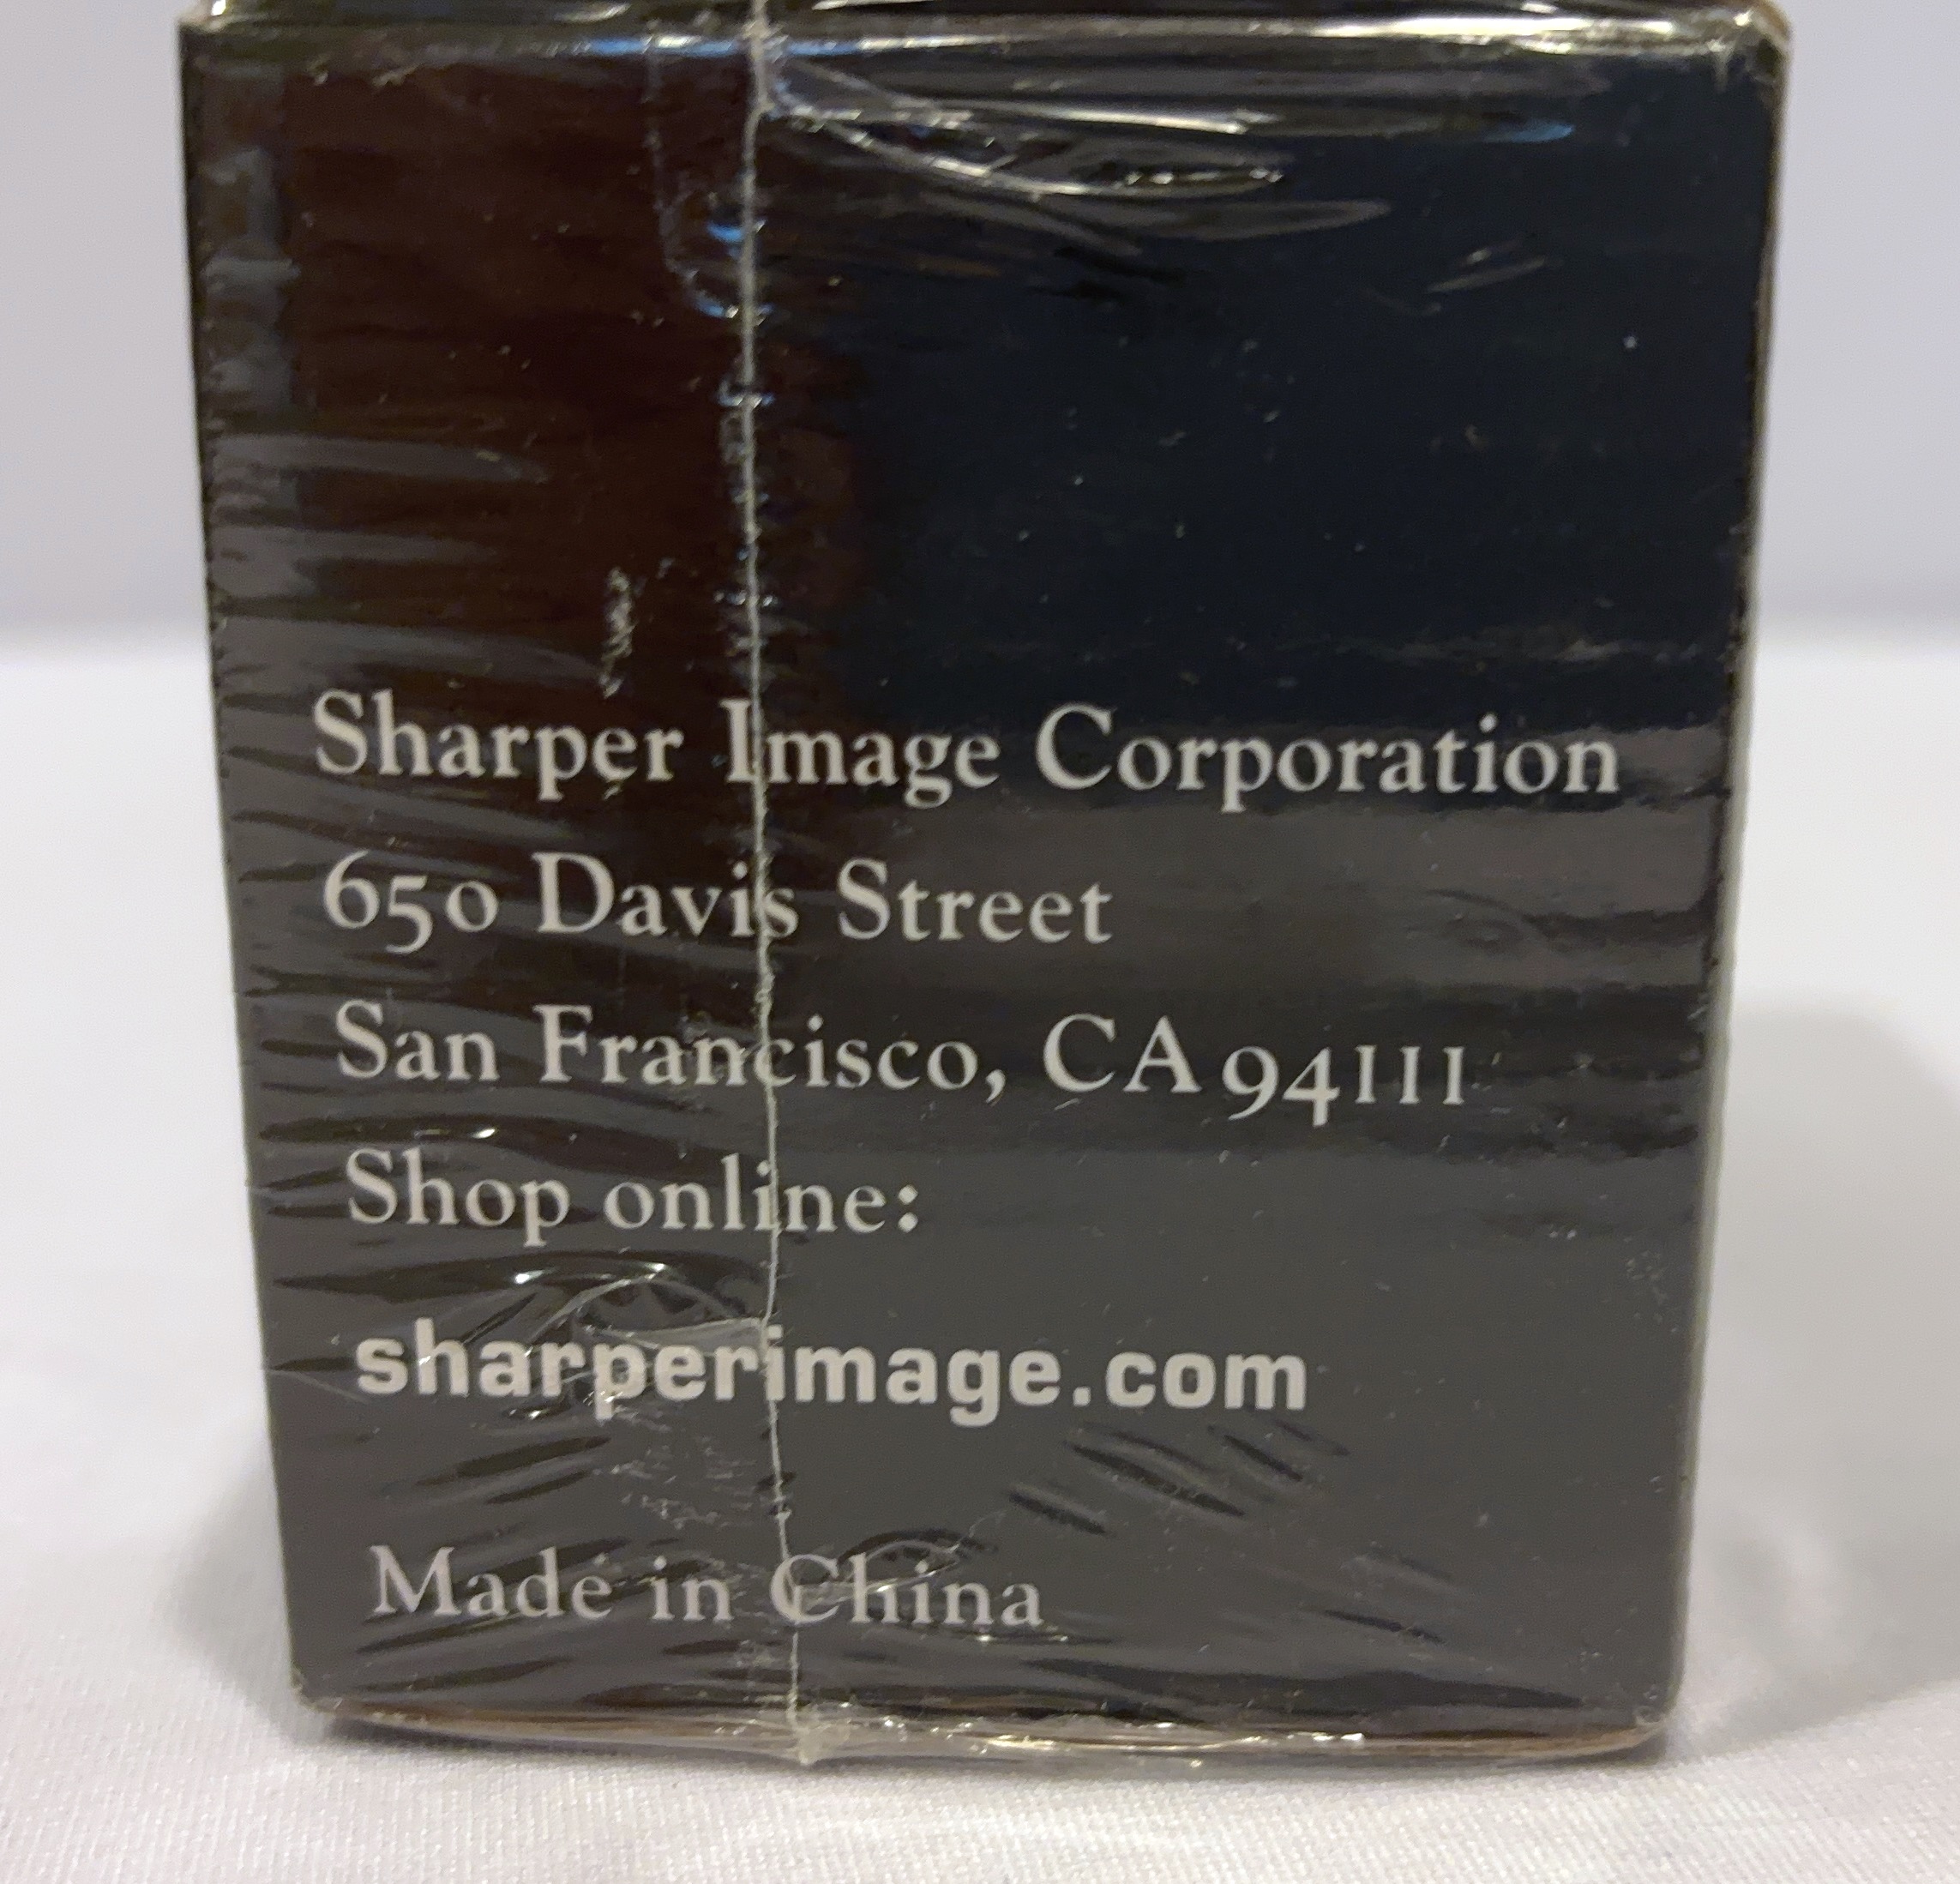 Sharper Image Corporation
650 Davis Street
San Francisco, CA 94111
Shop online:
sharperimage.com
Made in China